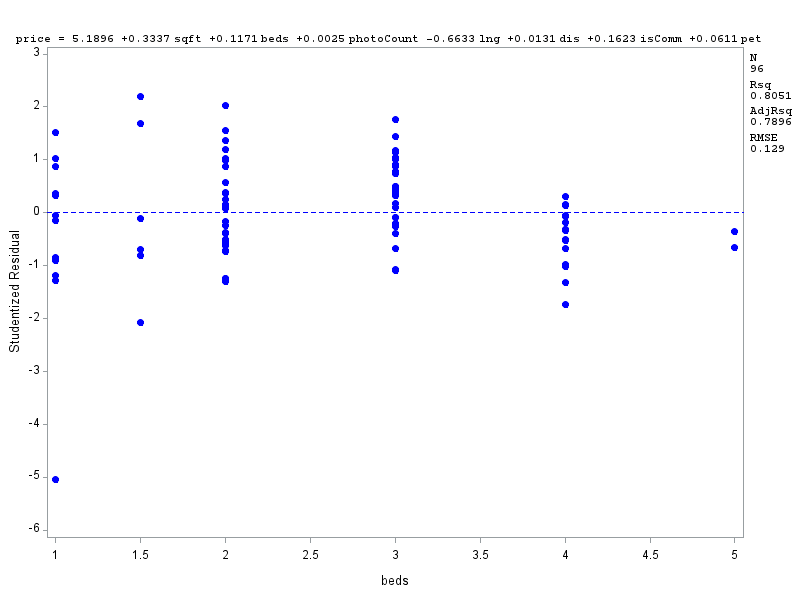 price = 5.1896 +0.3337 sqft +0.1171 beds +0.0025 photoCount -0.6633 lng +0.0131 dis +0.1623 isComm +0.0611 pet
N
96
Rsq
0.8051
AdjRsq
0.7896
RMSE
0.129
3
2
1
0
-1
-2
-3
-4
-5
-6
Studentized Residual
1 1.5 2 2.5 3 3.5 4 4.5 5
beds